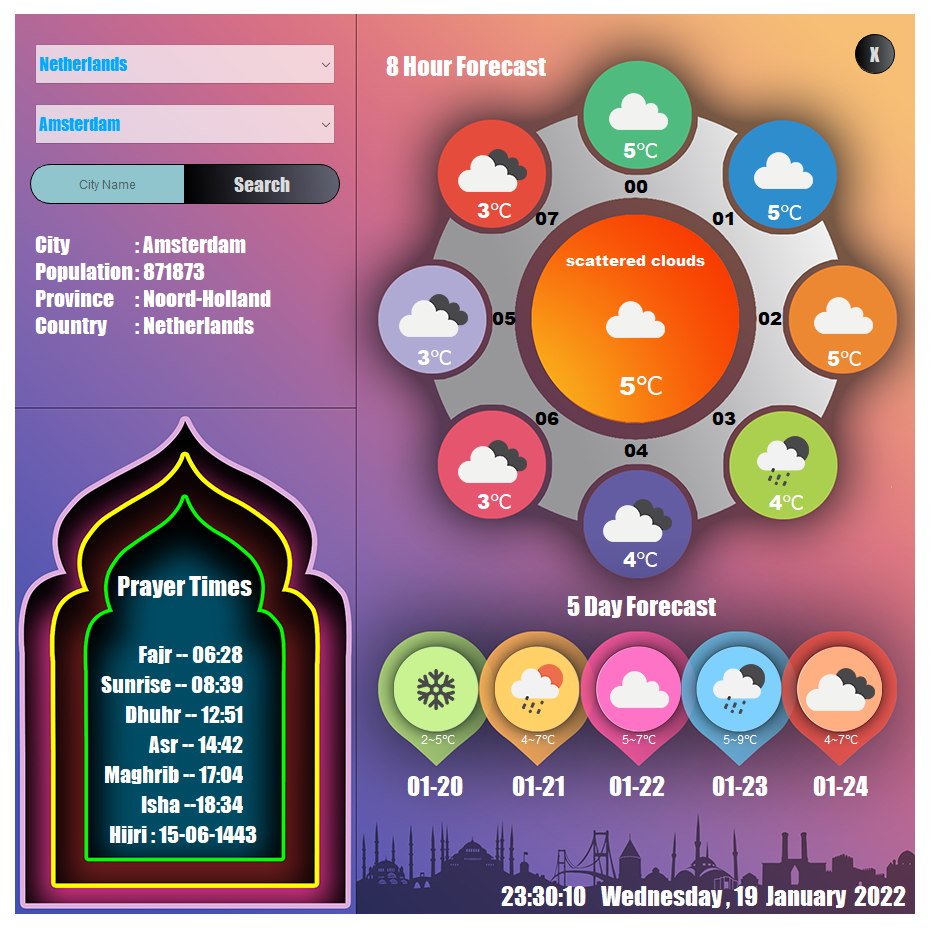 Netherlands
Amsterdam
City Name
Search
City : Amsterdam
Population : 871873
Province : Noord-Holland
Country : Netherlands
Prayer Times
Fajr -- 06:28
Sunrise -- 08:39
Dhuhr -- 12:51
Asr -- 14:42
Maghrib -- 17:04
Isha --18:34
Hijri : 15-06-1443
8 Hour Forecast
X
5°C
00
3°C
07
01
5°C
scattered clouds
5°C
3°C
05
02
5°C
3°C
06
03
4°C
04
4°C
5 Day Forecast
2~5°C
4~7°C
5~7°C
5~9°C
4~7°C
01-20
01-21
01-22
01-23
01-24
23:30:10 Wednesday , 19 January 2022